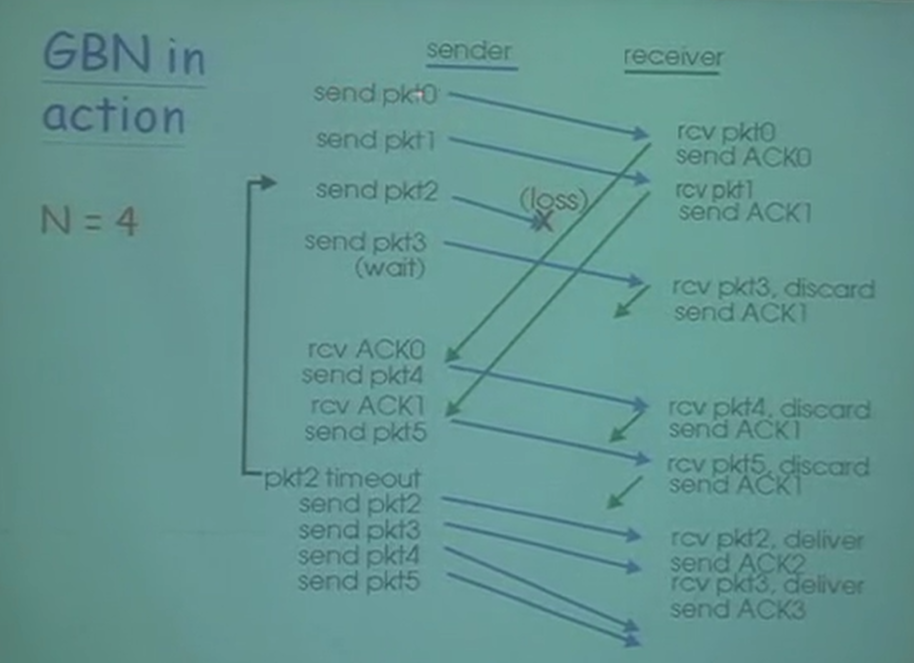 GBN in
action
N = 4
sender
receiver
send pkt0
send pkt1
send pkt2
send pkt3
(wait)
(loss)
X
rcv pkt0
send ACK0
rcv pkt1
send ACK1
rcv pkt3, discard
send ACK1
rcv ACK0
send pkt4
rcv ACK1
send pkt5
rcv pkt4, discard
send ACK1
rcv pkt5, discard
send ACK1
pkt2 timeout
send pkt2
send pkt3
send pkt4
send pkt5
rcv pkt2, deliver
send ACK2
rcv pkt3, deliver
send ACK3